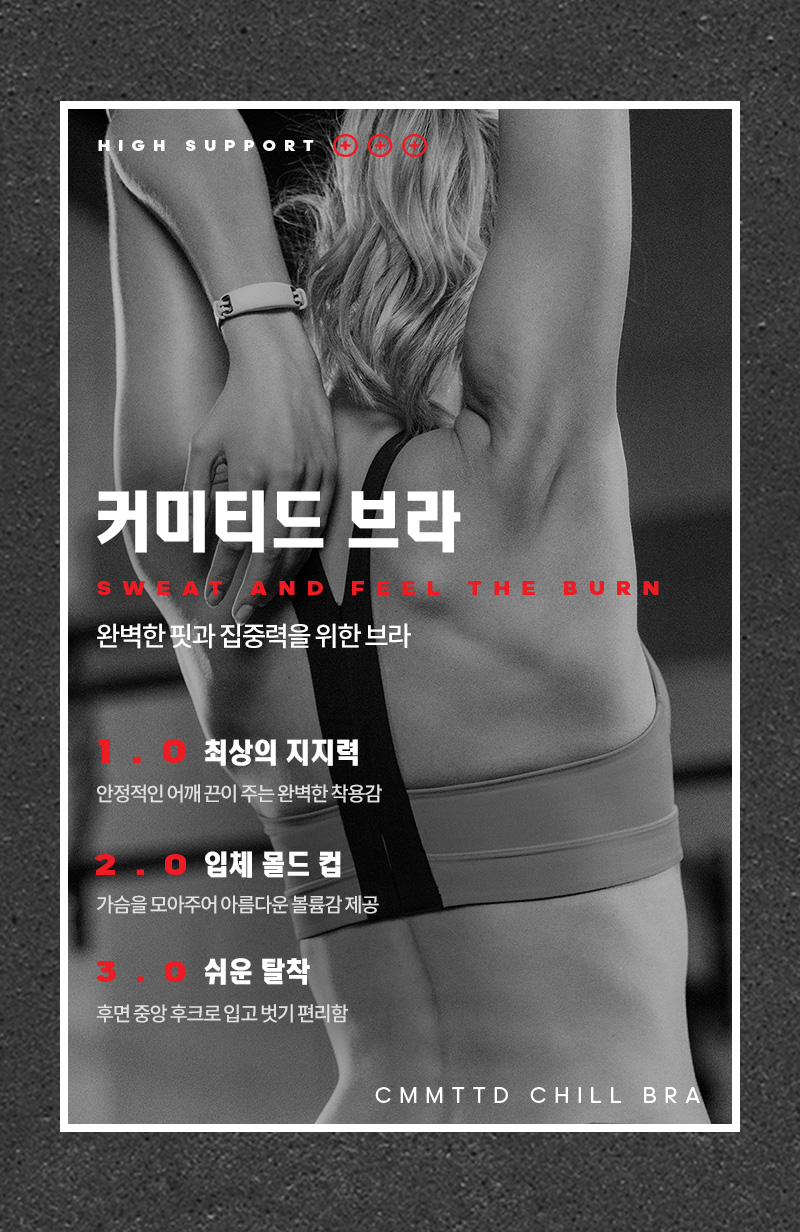 HIGH SUPPORT
커미티드 브라
SWEAT AND FEEL THE BURN
완벽한 핏과 집중력을 위한 브라
1.0 최상의 지지력
안정적인 어깨 끈이 주는 완벽한 착용감
2.0 입체 몰드 컵
가슴을 모아주어 아름다운 볼륨감 제공
3.0 쉬운 탈착
후면 중앙 후크로 입고 벗기 편리함
CMMTTD CHILL BRA